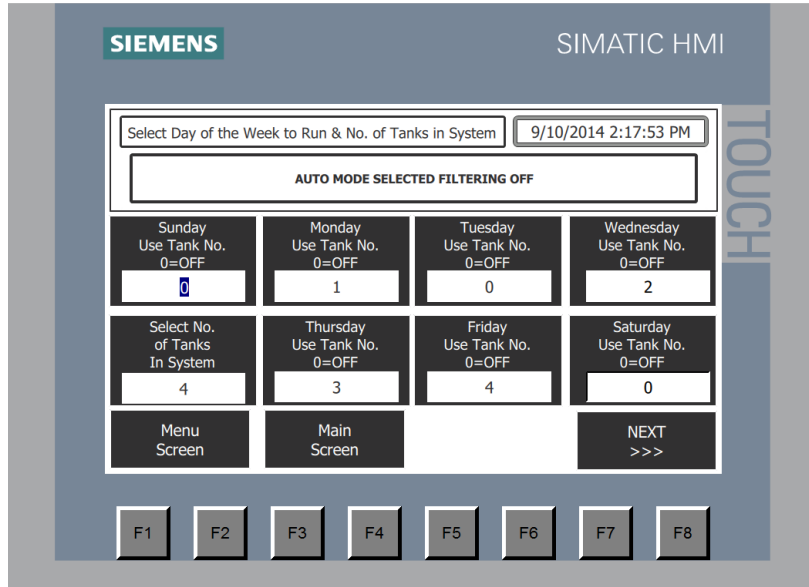 SIEMENS
SIMATIC HMI
TOUCH
Select Day of the Week to Run & No. of Tanks in System
9/10/2014 2:17:53 PM
AUTO MODE SELECTED FILTERING OFF
Sunday
Use Tank No.
0=OFF
0
Monday
Use Tank No.
0=OFF
1
Tuesday
Use Tank No.
0=OFF
0
Wednesday
Use Tank No.
0=OFF
2
Select No.
of Tanks
In System
4
Thursday
Use Tank No.
0=OFF
3
Friday
Use Tank No.
0=OFF
4
Saturday
Use Tank No.
0=OFF
0
Menu
Screen
Main
Screen
NEXT
>>>
F1
F2
F3
F4
F5
F6
F7
F8